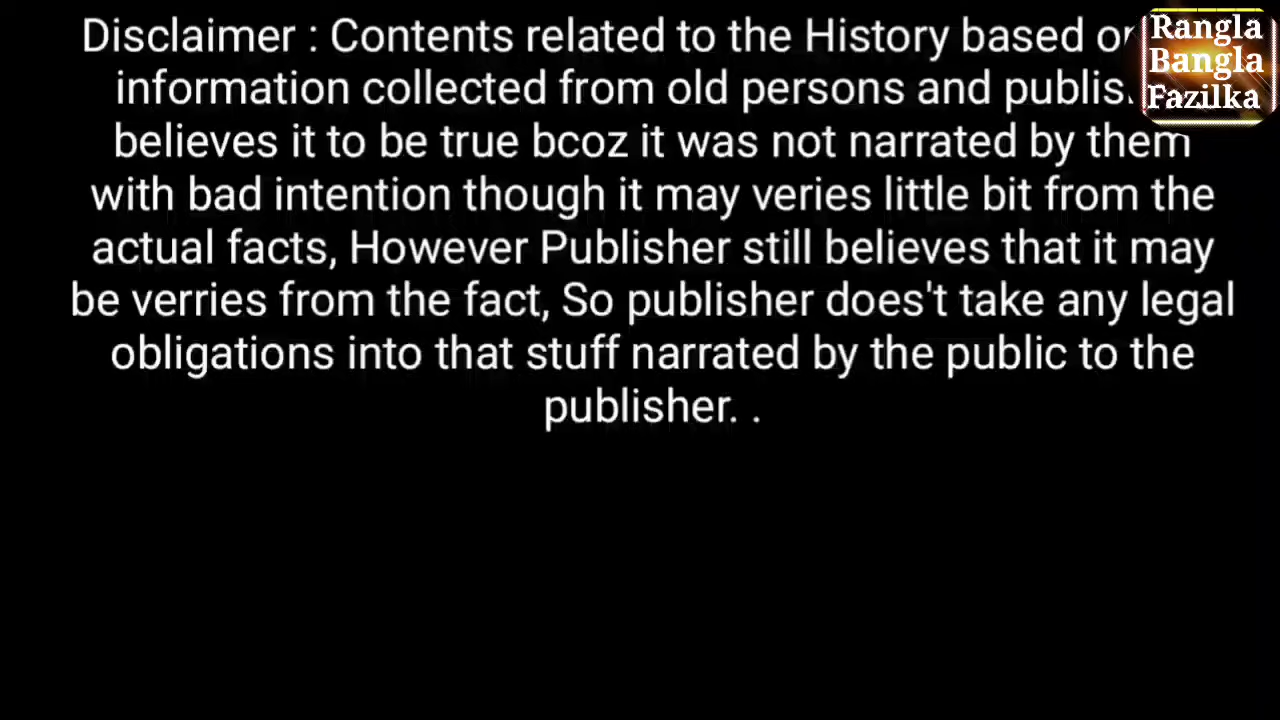 Disclaimer : Contents related to the History based
information collected from old persons and
believes it to be true bcoz it was not narrated by them
with bad intention though it may veries little bit from the
actual facts, However Publisher still believes that it may
be verries from the fact, So publisher does't take any legal
obligations into that stuff narrated by the public to the
publisher. .
Rangla
Bangla
Fazilka